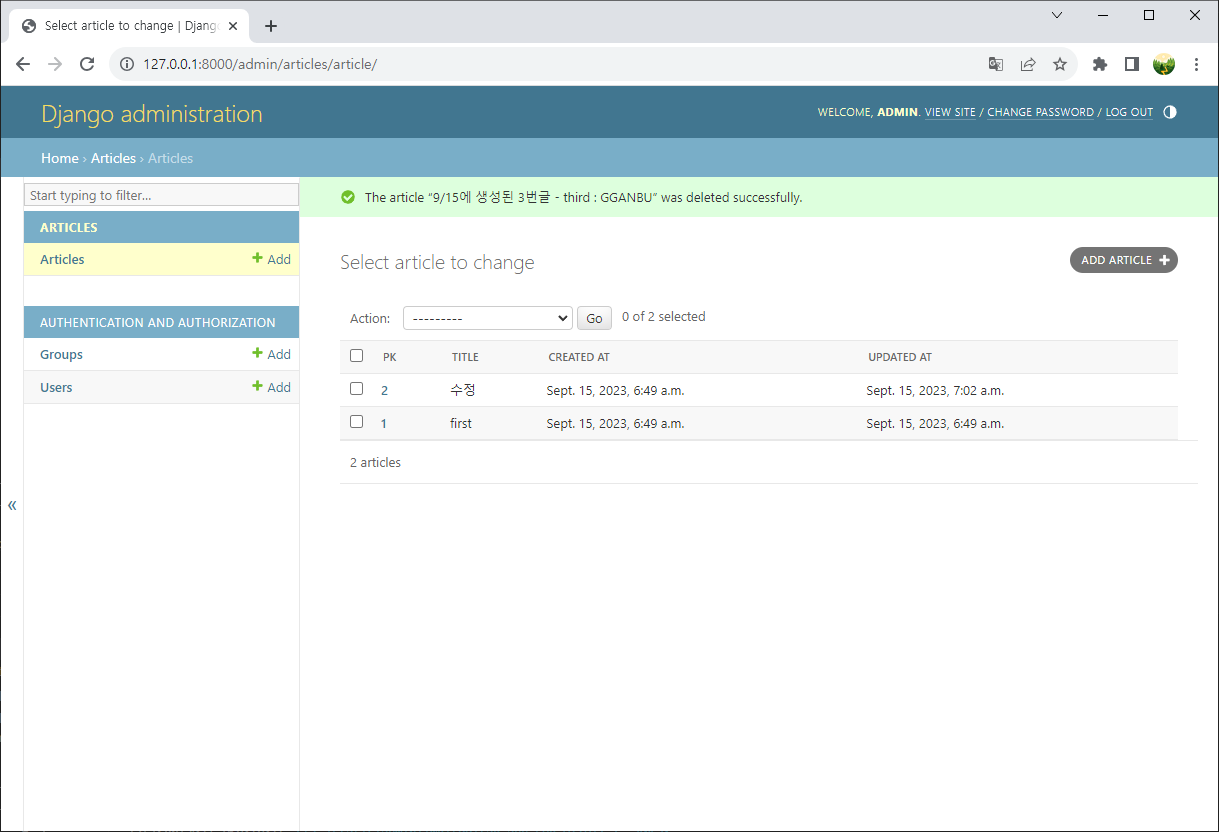 Select article to change | Djang
127.0.0.1:8000/admin/articles/article/
Django administration
WELCOME, ADMIN. VIEW SITE / CHANGE PASSWORD / LOG OUT
Home › Articles › Articles
Start typing to filter...
The article “9/15에 생성된 3번글 - third : GGANBU” was deleted successfully.
ARTICLES
Articles + Add
AUTHENTICATION AND AUTHORIZATION
Groups + Add
Users + Add
«
Select article to change
ADD ARTICLE +
Action: --------- Go 0 of 2 selected
PK TITLE CREATED AT UPDATED AT
2 수정 Sept. 15, 2023, 6:49 a.m. Sept. 15, 2023, 7:02 a.m.
1 first Sept. 15, 2023, 6:49 a.m. Sept. 15, 2023, 6:49 a.m.
2 articles